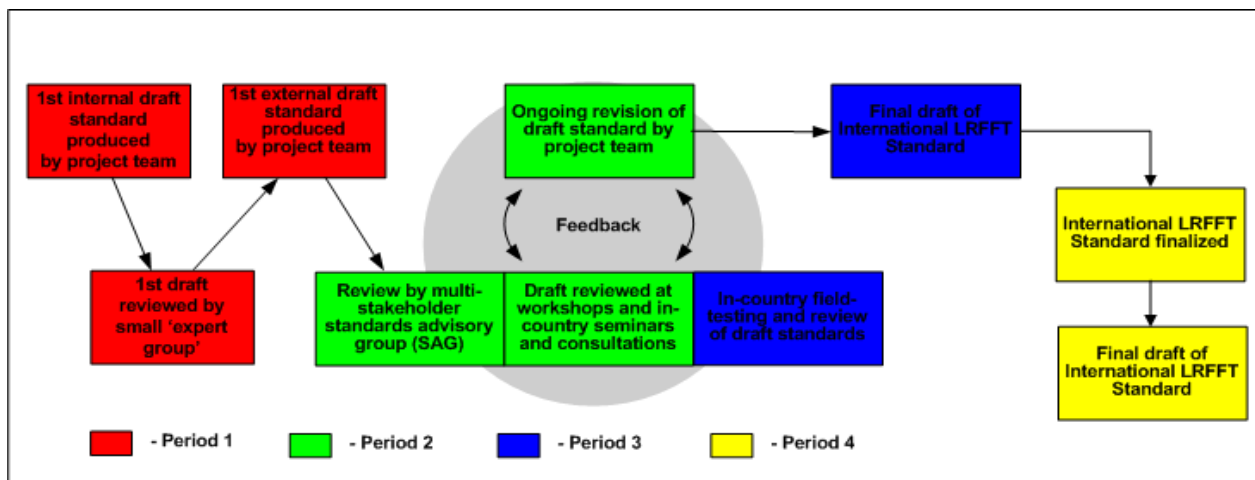 1st internal draft
standard
produced
by project team
1st external draft
standard
produced
by project team
Ongoing revision of
draft standard by
project team
Final draft of
International LRFFT
Standard
Feedback
International LRFFT
Standard finalized
1st draft
reviewed by
small ‘expert
group’
Review by multi-
stakeholder
standards advisory
group (SAG)
Draft reviewed at
workshops and in-
country seminars
and consultations
In-country field-
testing and review
of draft standards
Final draft of
International LRFFT
Standard
- Period 1
- Period 2
- Period 3
- Period 4